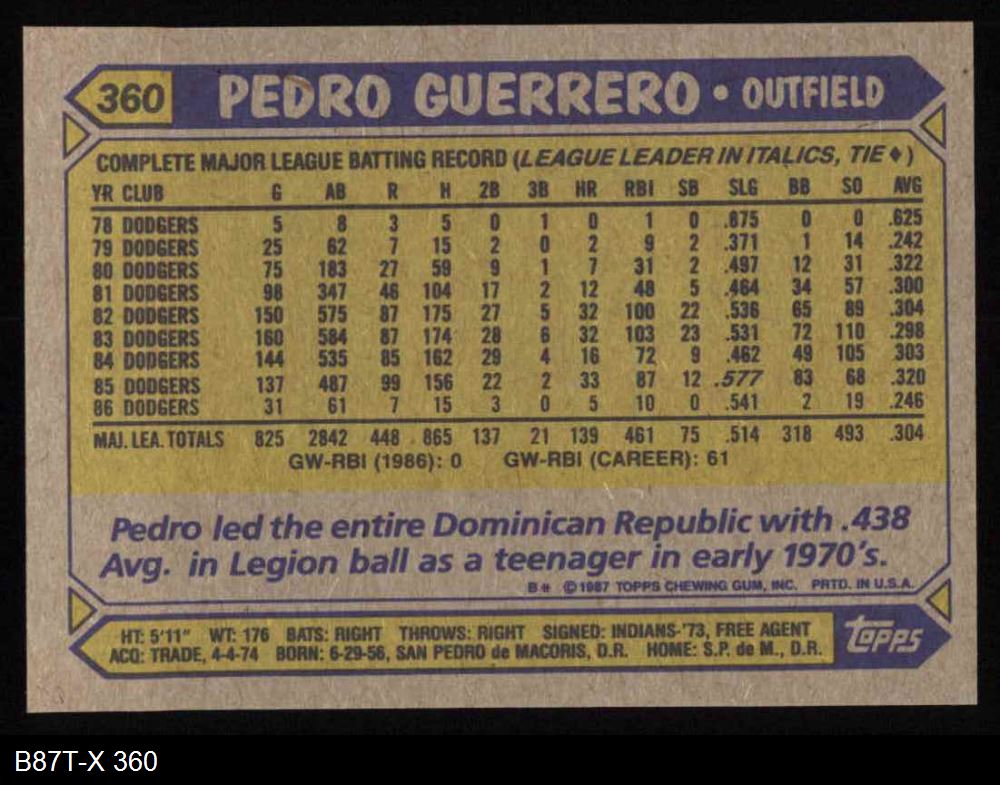 360 PEDRO GUERRERO • OUTFIELD
COMPLETE MAJOR LEAGUE BATTING RECORD (LEAGUE LEADER IN ITALICS, TIE ♦)
YR CLUB G AB R H 2B 3B HR RBI SB SLG BB SO AVG
78 DODGERS 5 8 3 5 0 1 0 1 0 .875 0 0 .625
79 DODGERS 25 62 7 15 2 0 2 9 2 .371 1 14 .242
80 DODGERS 75 183 27 59 9 1 7 31 2 .497 12 31 .322
81 DODGERS 98 347 46 104 17 2 12 48 5 .464 34 57 .300
82 DODGERS 150 575 87 175 27 5 32 100 22 .536 65 89 .304
83 DODGERS 160 584 87 174 28 6 32 103 23 .531 72 110 .298
84 DODGERS 144 535 85 162 29 4 16 72 9 .462 49 105 .303
85 DODGERS 137 487 99 156 22 2 33 87 12 .577 83 68 .320
86 DODGERS 31 61 7 15 3 0 5 10 0 .541 2 19 .246
MAJ. LEA. TOTALS 825 2842 448 865 137 21 139 461 75 .514 318 493 .304
GW-RBI (1986): 0 GW-RBI (CAREER): 61
Pedro led the entire Dominican Republic with .438
Avg. in Legion ball as a teenager in early 1970's.
B* © 1987 TOPPS CHEWING GUM, INC. PRTD. IN U.S.A.
HT: 5'11" WT: 176 BATS: RIGHT THROWS: RIGHT SIGNED: INDIANS-'73, FREE AGENT
ACQ: TRADE, 4-4-74 BORN: 6-29-56, SAN PEDRO de MACORIS, D.R. HOME: S.P. de M., D.R.
topps
B87T-X 360